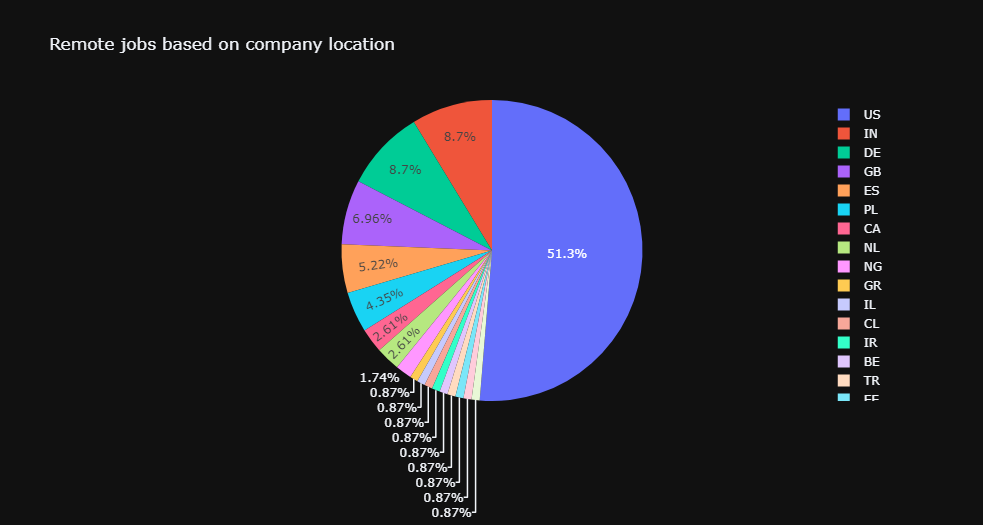 Remote jobs based on company location
8.7%
8.7%
6.96%
5.22%
4.35%
2.61%
2.61%
51.3%
1.74%
0.87%
0.87%
0.87%
0.87%
0.87%
0.87%
0.87%
0.87%
0.87%
US
IN
DE
GB
ES
PL
CA
NL
NG
GR
IL
CL
IR
BE
TR